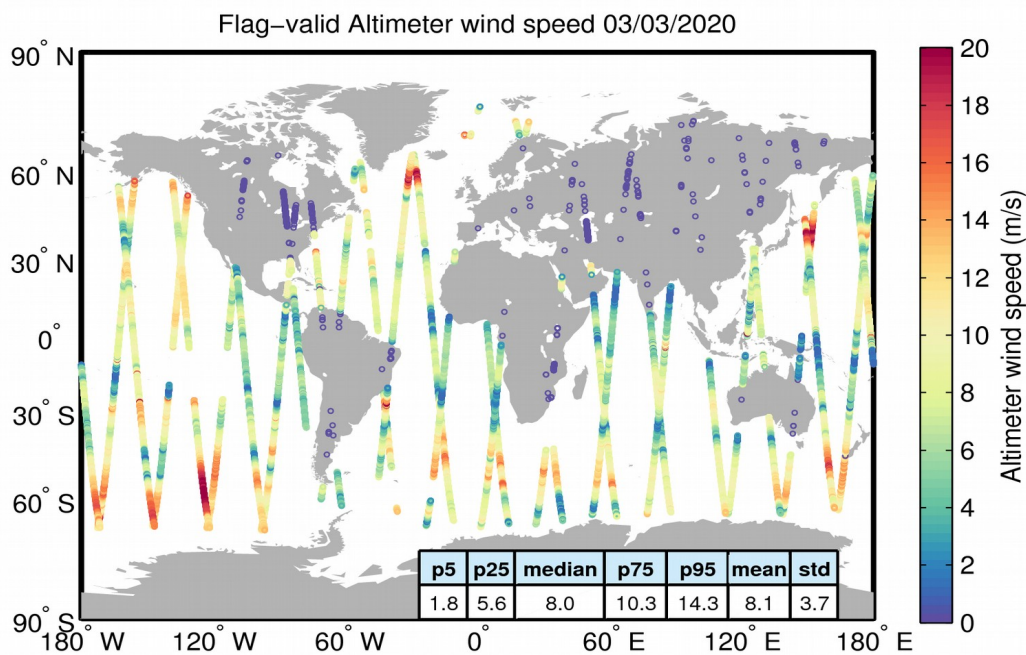 Flag−valid Altimeter wind speed 03/03/2020
90° N
60° N
30° N
0°
30° S
60° S
90° S
180° W
120° W
60° W
0°
60° E
120° E
180° E
p5 p25 median p75 p95 mean std
1.8 5.6 8.0 10.3 14.3 8.1 3.7
20
18
16
14
12
10
8
6
4
2
0
Altimeter wind speed (m/s)